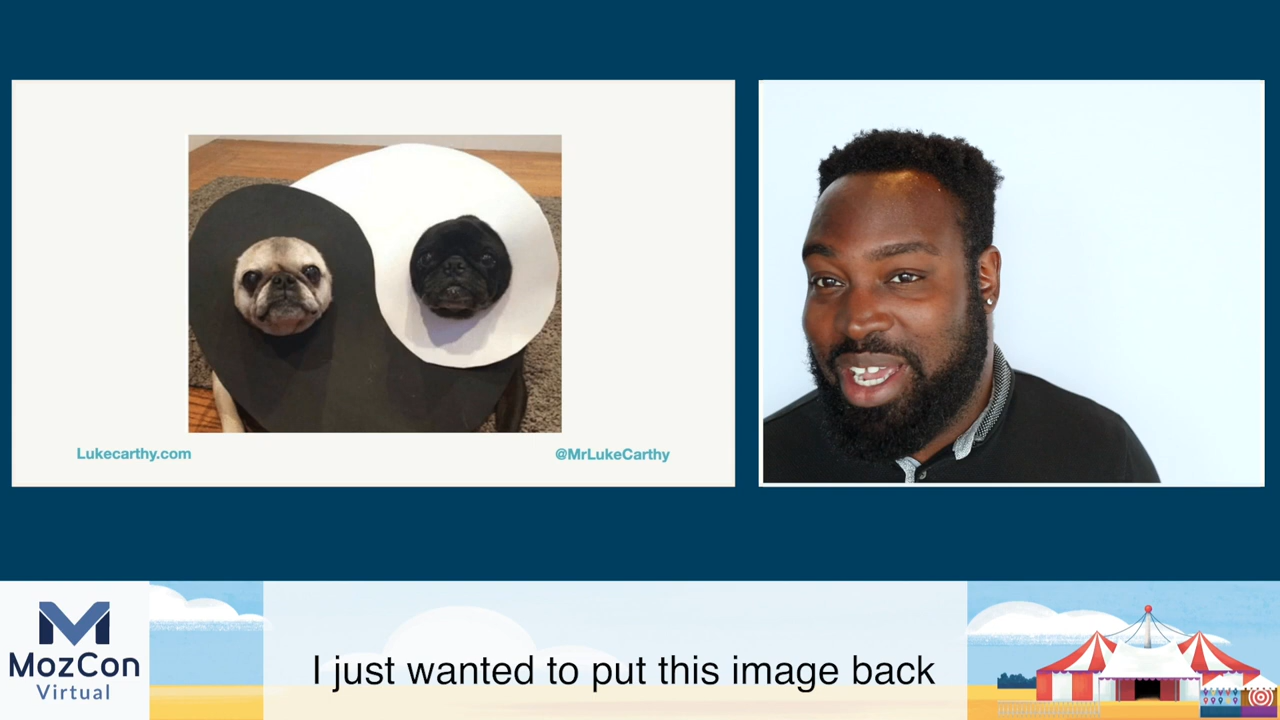 Lukecarthy.com
@MrLukeCarthy
MozCon
Virtual
I just wanted to put this image back